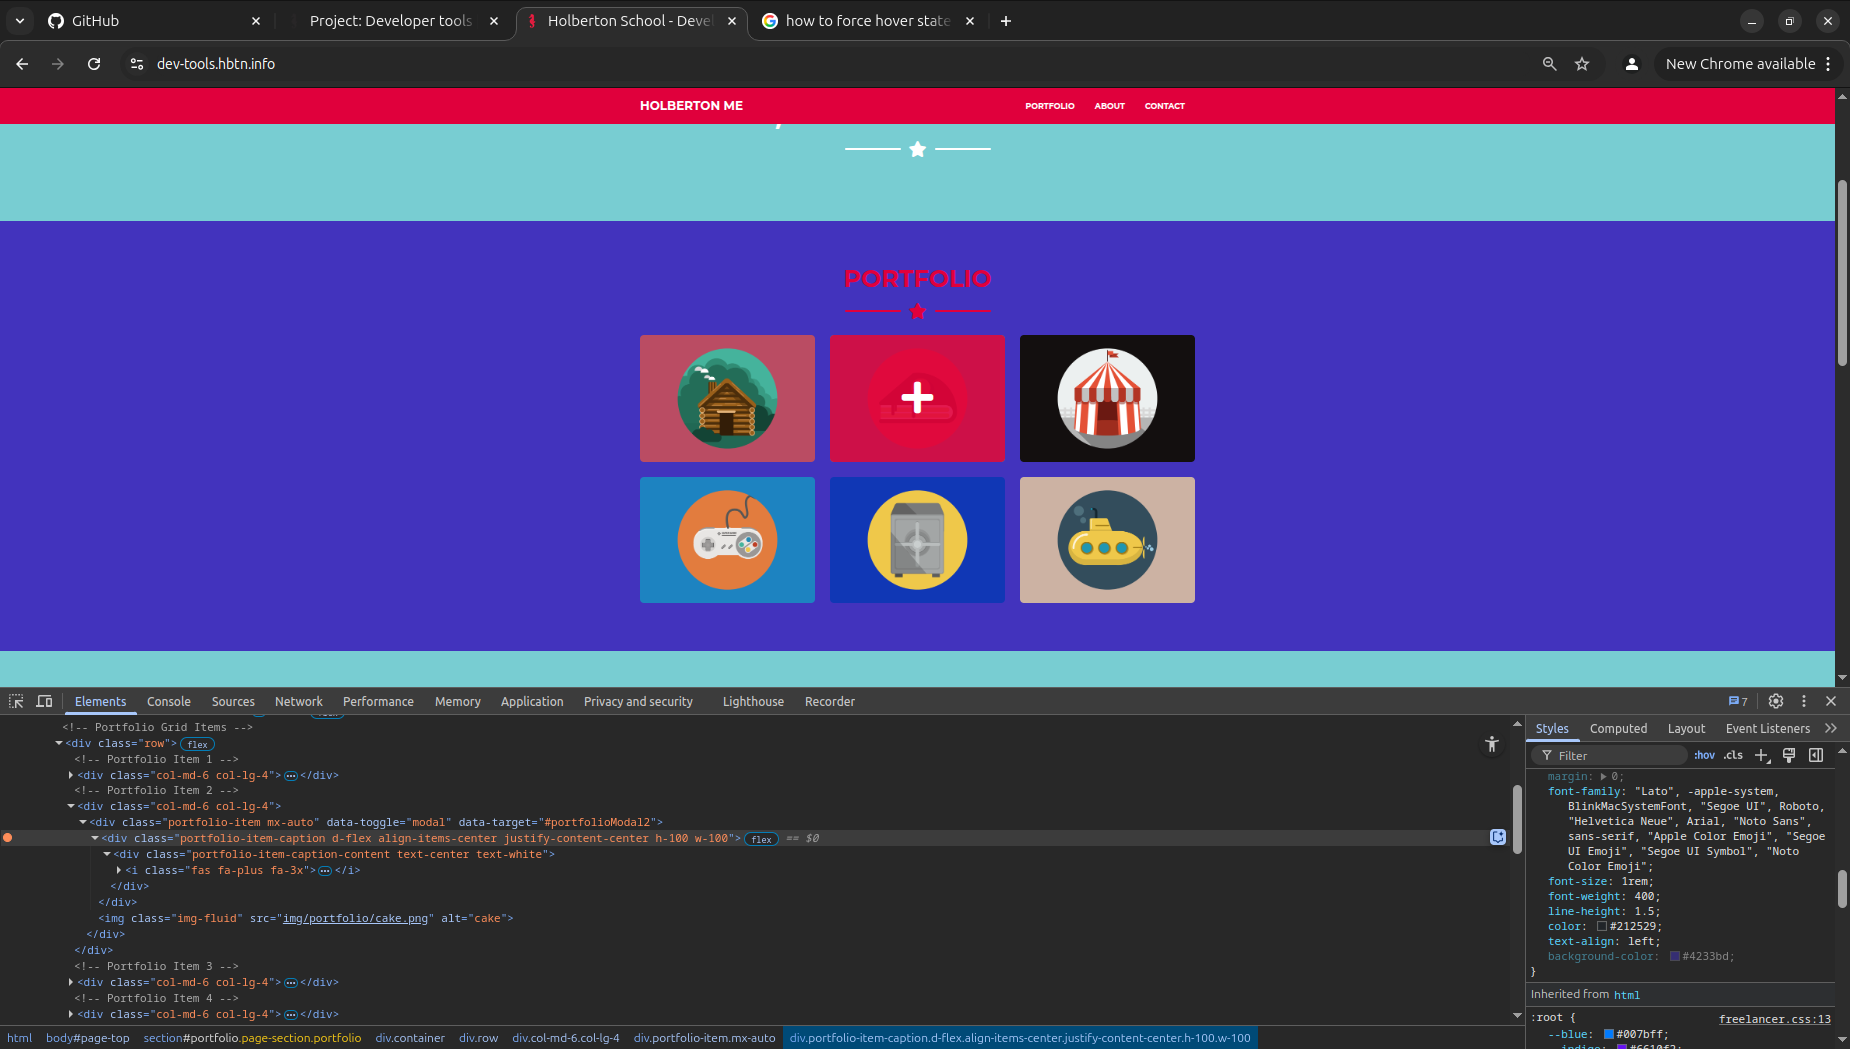 GitHub
Project: Developer tools
Holberton School - Devel
how to force hover state
dev-tools.hbtn.info
New Chrome available
HOLBERTON ME
PORTFOLIO
ABOUT
CONTACT
PORTFOLIO
Elements
Console
Sources
Network
Performance
Memory
Application
Privacy and security
Lighthouse
Recorder
7
<!-- Portfolio Grid Items -->
<div class="row"> flex
<!-- Portfolio Item 1 -->
<div class="col-md-6 col-lg-4">…</div>
<!-- Portfolio Item 2 -->
<div class="col-md-6 col-lg-4">
<div class="portfolio-item mx-auto" data-toggle="modal" data-target="#portfolioModal2">
<div class="portfolio-item-caption d-flex align-items-center justify-content-center h-100 w-100"> flex == $0
<div class="portfolio-item-caption-content text-center text-white">
<i class="fas fa-plus fa-3x">…</i>
</div>
</div>
<img class="img-fluid" src="img/portfolio/cake.png" alt="cake">
</div>
</div>
<!-- Portfolio Item 3 -->
<div class="col-md-6 col-lg-4">…</div>
<!-- Portfolio Item 4 -->
<div class="col-md-6 col-lg-4">…</div>
html body#page-top section#portfolio.page-section.portfolio div.container div.row div.col-md-6.col-lg-4 div.portfolio-item.mx-auto div.portfolio-item-caption.d-flex.align-items-center.justify-content-center.h-100.w-100
Styles
Computed
Layout
Event Listeners
Filter
:hov
.cls
margin: 0;
font-family: "Lato", -apple-system,
BlinkMacSystemFont, "Segoe UI", Roboto,
"Helvetica Neue", Arial, "Noto Sans",
sans-serif, "Apple Color Emoji", "Segoe
UI Emoji", "Segoe UI Symbol", "Noto
Color Emoji";
font-size: 1rem;
font-weight: 400;
line-height: 1.5;
color: #212529;
text-align: left;
background-color: #4233bd;
}
Inherited from html
:root {
freelancer.css:13
--blue: #007bff;
--indigo: #6610f2;